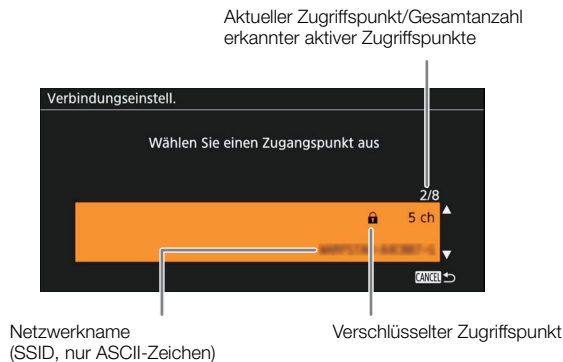 Aktueller Zugriffspunkt/Gesamtanzahl
erkannter aktiver Zugriffspunkte
Verbindungseinstell.
Wählen Sie einen Zugangspunkt aus
2/8
5 ch
CANCEL
Netzwerkname
(SSID, nur ASCII-Zeichen)
Verschlüsselter Zugriffspunkt